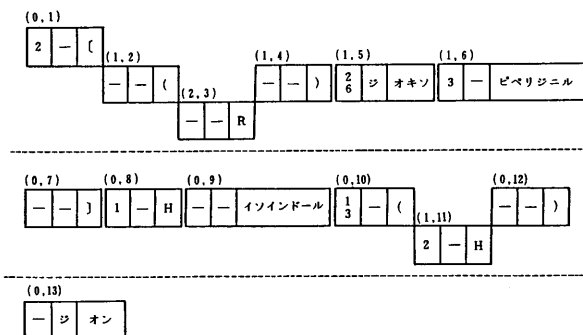 (0,1)
2 — 〔
(1,2)
— — (
(2,3)
— — R
(1,4)
— — )
(1,5)
2 6 ジ オキソ
(1,6)
3 — ピペリジニル
(0,7)
— — 〕
(0,8)
1 — H
(0,9)
— — イソインドール
(0,10)
1 3 — (
(1,11)
2 — H
(0,12)
— — )
(0,13)
— ジ オン